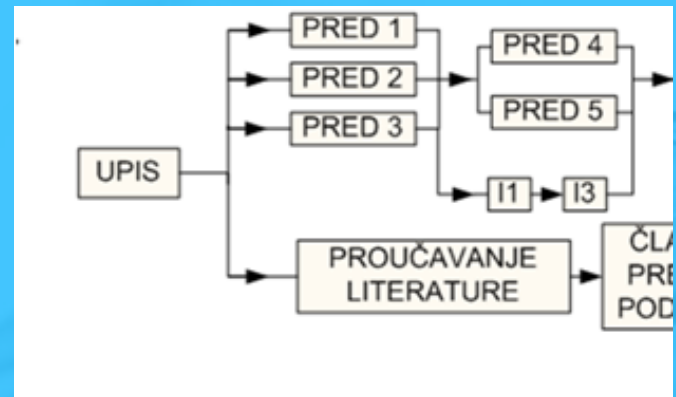 PRED 1
PRED 2
PRED 3
PRED 4
PRED 5
UPIS
I1
I3
PROUČAVANJE
LITERATURE